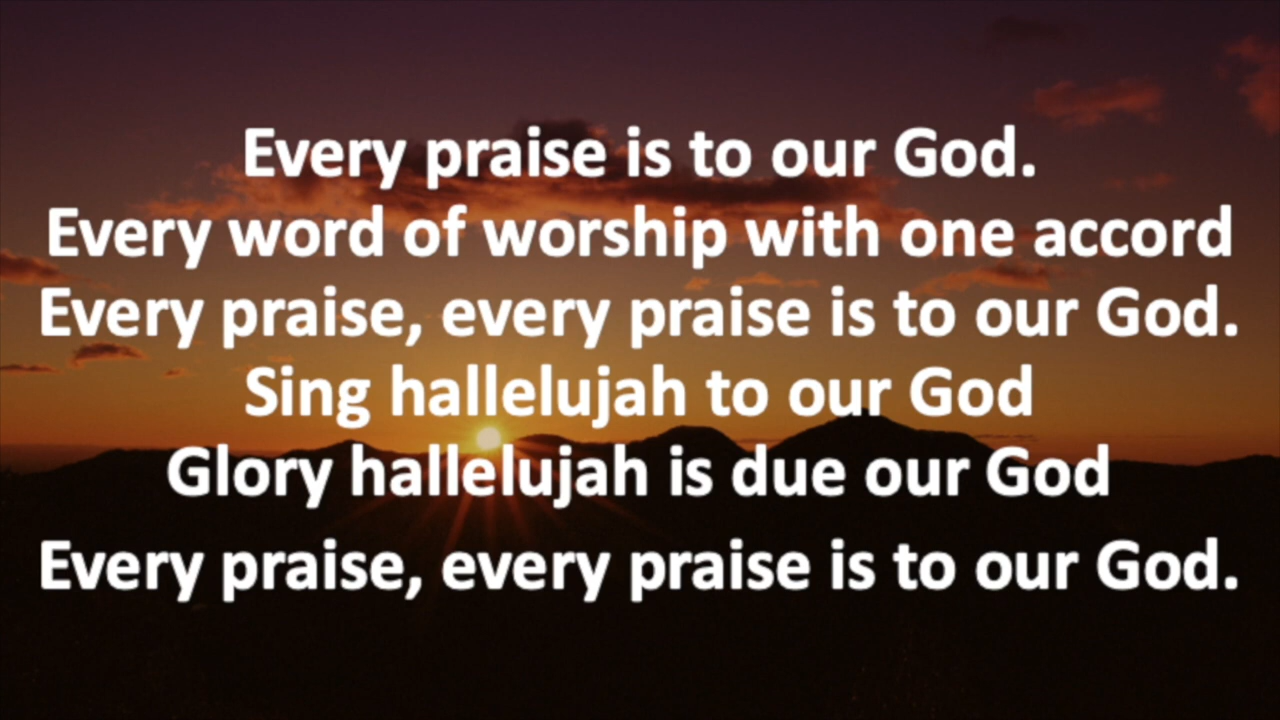 Every praise is to our God.
Every word of worship with one accord
Every praise, every praise is to our God.
Sing hallelujah to our God
Glory hallelujah is due our God
Every praise, every praise is to our God.